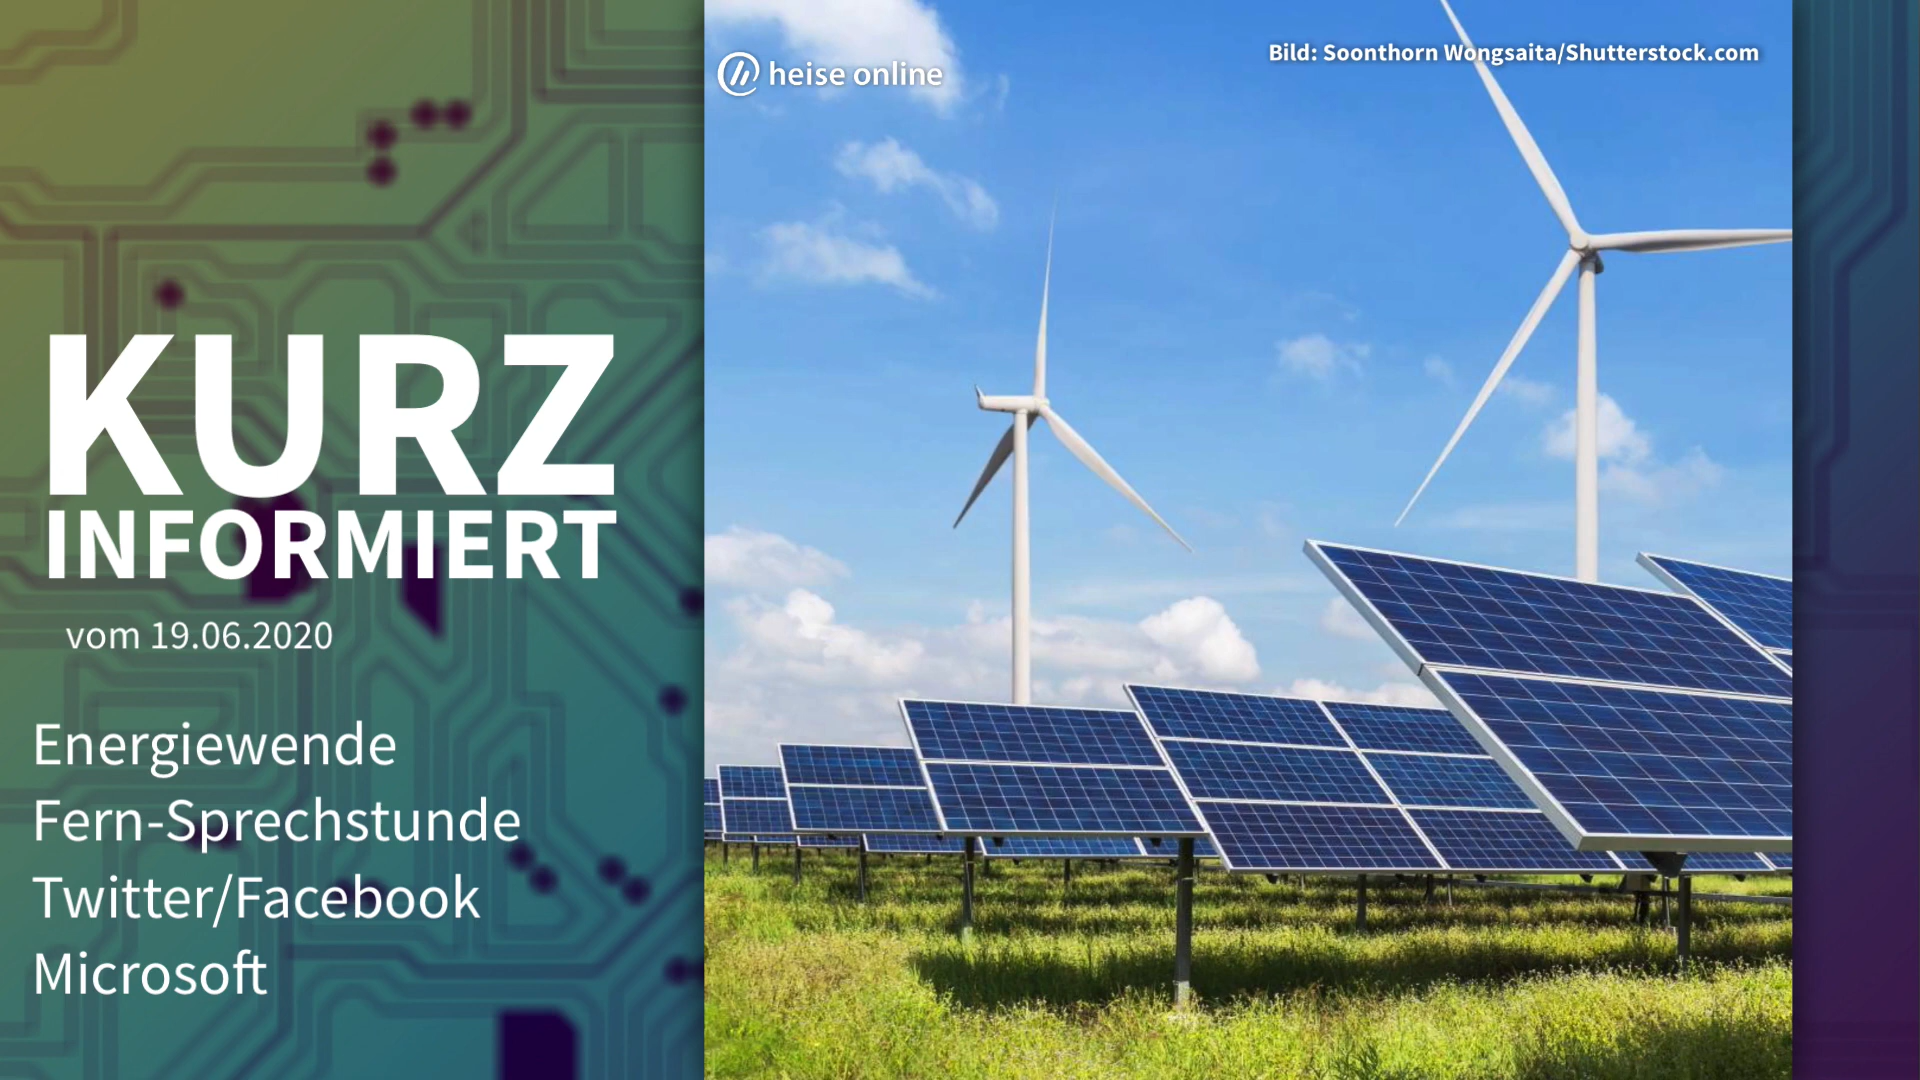 KURZ
INFORMIERT
vom 19.06.2020
Energiewende
Fern-Sprechstunde
Twitter/Facebook
Microsoft
heise online
Bild: Soonthorn Wongsaita/Shutterstock.com